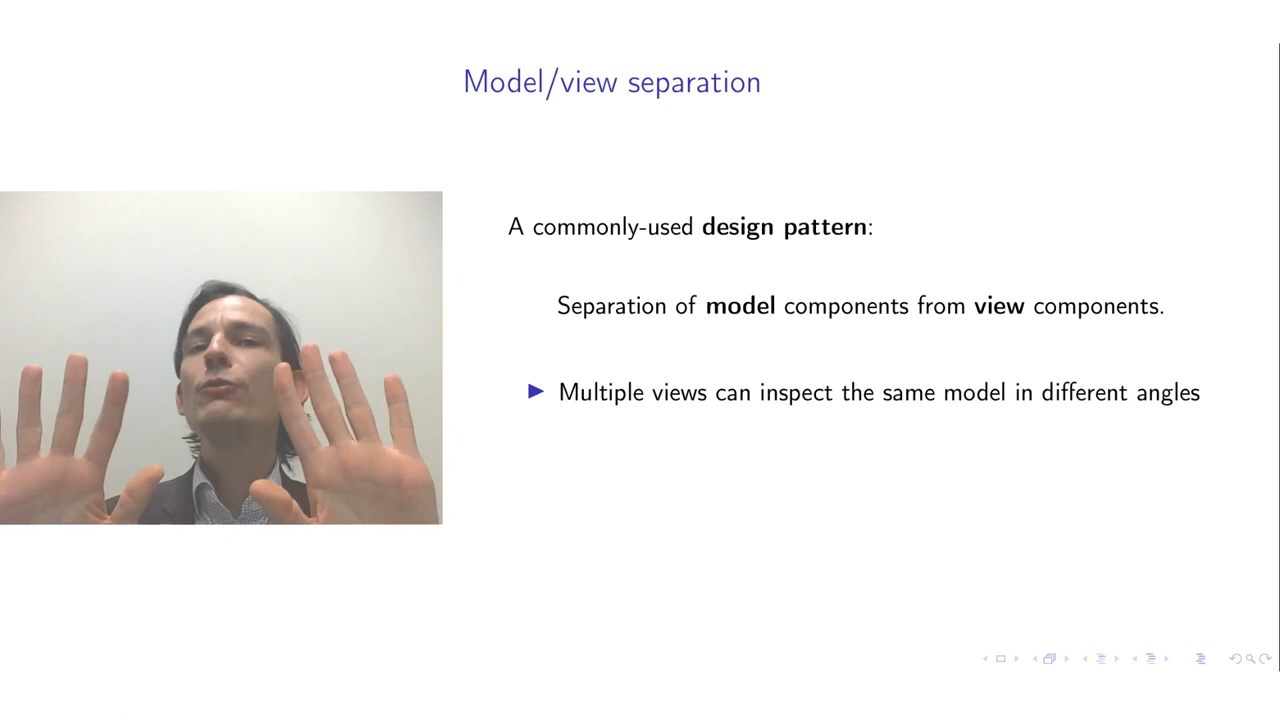 Model/view separation
A commonly-used design pattern:
Separation of model components from view components.
Multiple views can inspect the same model in different angles